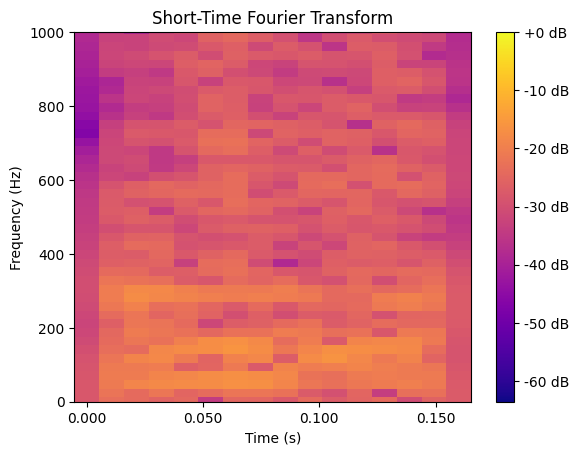 Short-Time Fourier Transform
1000
800
600
400
200
0
Frequency (Hz)
0.000
0.050
0.100
0.150
Time (s)
+0 dB
-10 dB
-20 dB
-30 dB
-40 dB
-50 dB
-60 dB